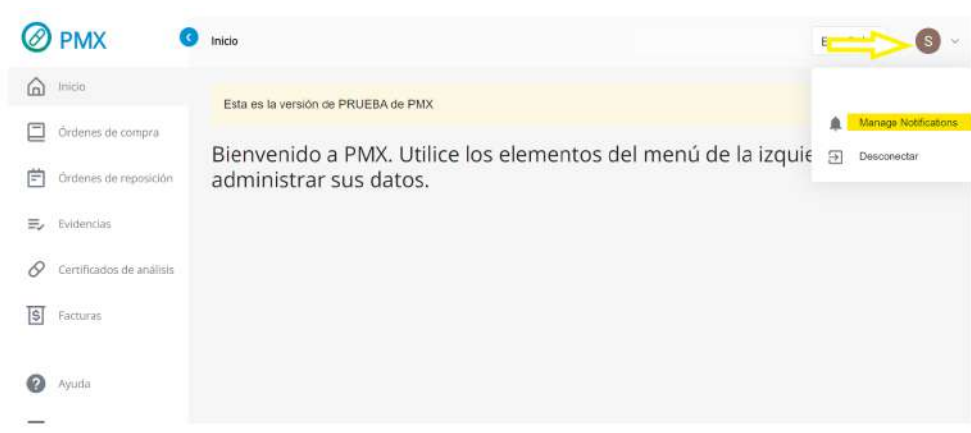 PMX
Inicio
S
Inicio
Esta es la versión de PRUEBA de PMX
Manage Notifications
Órdenes de compra
Bienvenido a PMX. Utilice los elementos del menú de la
Desconectar
administrar sus datos.
Órdenes de reposición
Evidencias
Certificados de análisis
Facturas
Ayuda